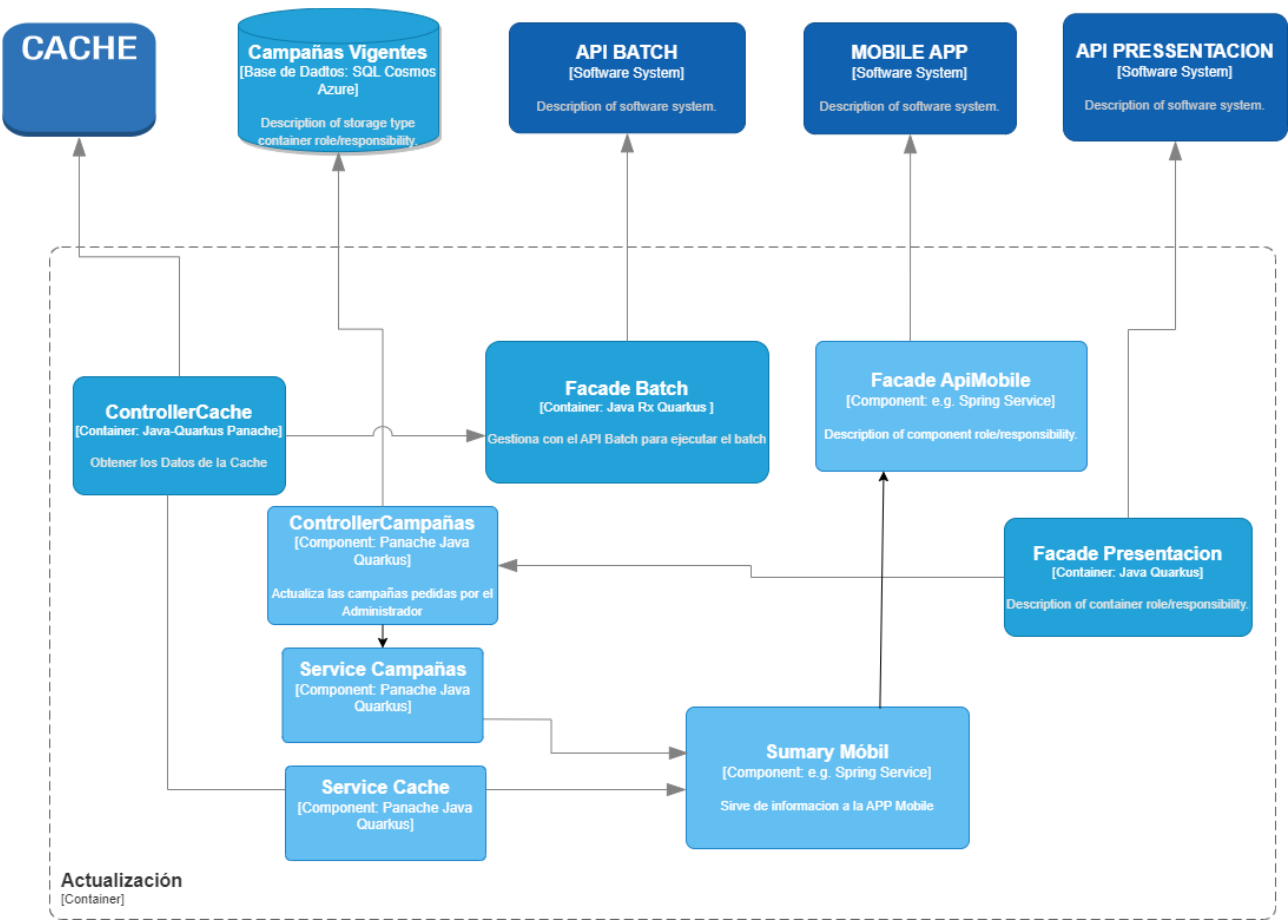 CACHE
Campañas Vigentes
[Base de Dadtos: SQL Cosmos
Azure]
Description of storage type
container role/responsibility.
API BATCH
[Software System]
Description of software system.
MOBILE APP
[Software System]
Description of software system.
API PRESSENTACION
[Software System]
Description of software system.
ControllerCache
[Container: Java-Quarkus Panache]
Obtener los Datos de la Cache
Facade Batch
[Container: Java Rx Quarkus ]
Gestiona con el API Batch para ejecutar el batch
Facade ApiMobile
[Component: e.g. Spring Service]
Description of component role/responsibility.
ControllerCampañas
[Component: Panache Java
Quarkus]
Actualiza las campañas pedidas por el
Administrador
Facade Presentacion
[Container: Java Quarkus]
Description of container role/responsibility.
Service Campañas
[Component: Panache Java
Quarkus]
Sumary Móbil
[Component: e.g. Spring Service]
Sirve de informacion a la APP Mobile
Service Cache
[Component: Panache Java
Quarkus]
Actualización
[Container]